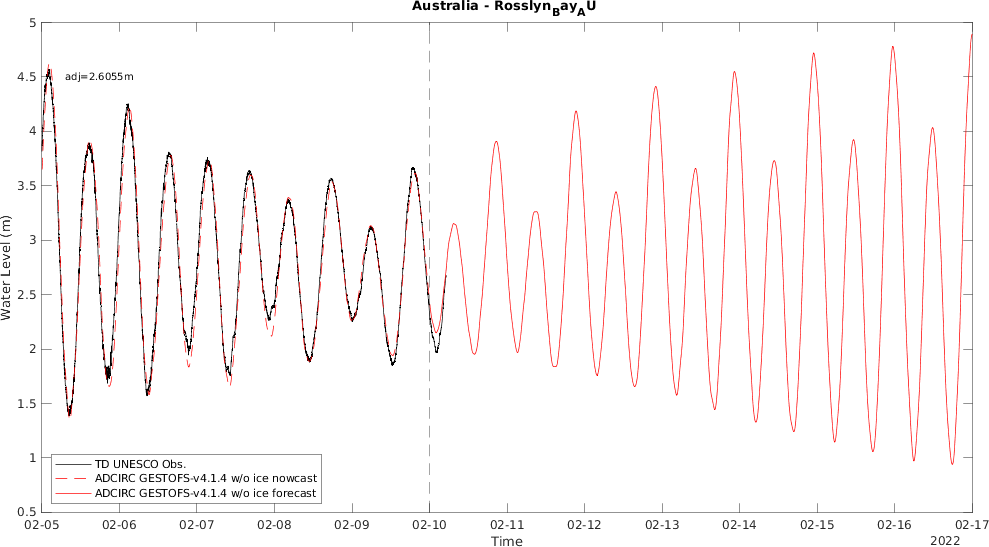 Australia - Rosslyn_Bay_AU
5
4.5
4
3.5
3
2.5
2
1.5
1
0.5
Water Level (m)
adj=2.6055m
TD UNESCO Obs.
ADCIRC GESTOFS-v4.1.4 w/o ice nowcast
ADCIRC GESTOFS-v4.1.4 w/o ice forecast
02-05 02-06 02-07 02-08 02-09 02-10 02-11 02-12 02-13 02-14 02-15 02-16 02-17
Time
2022